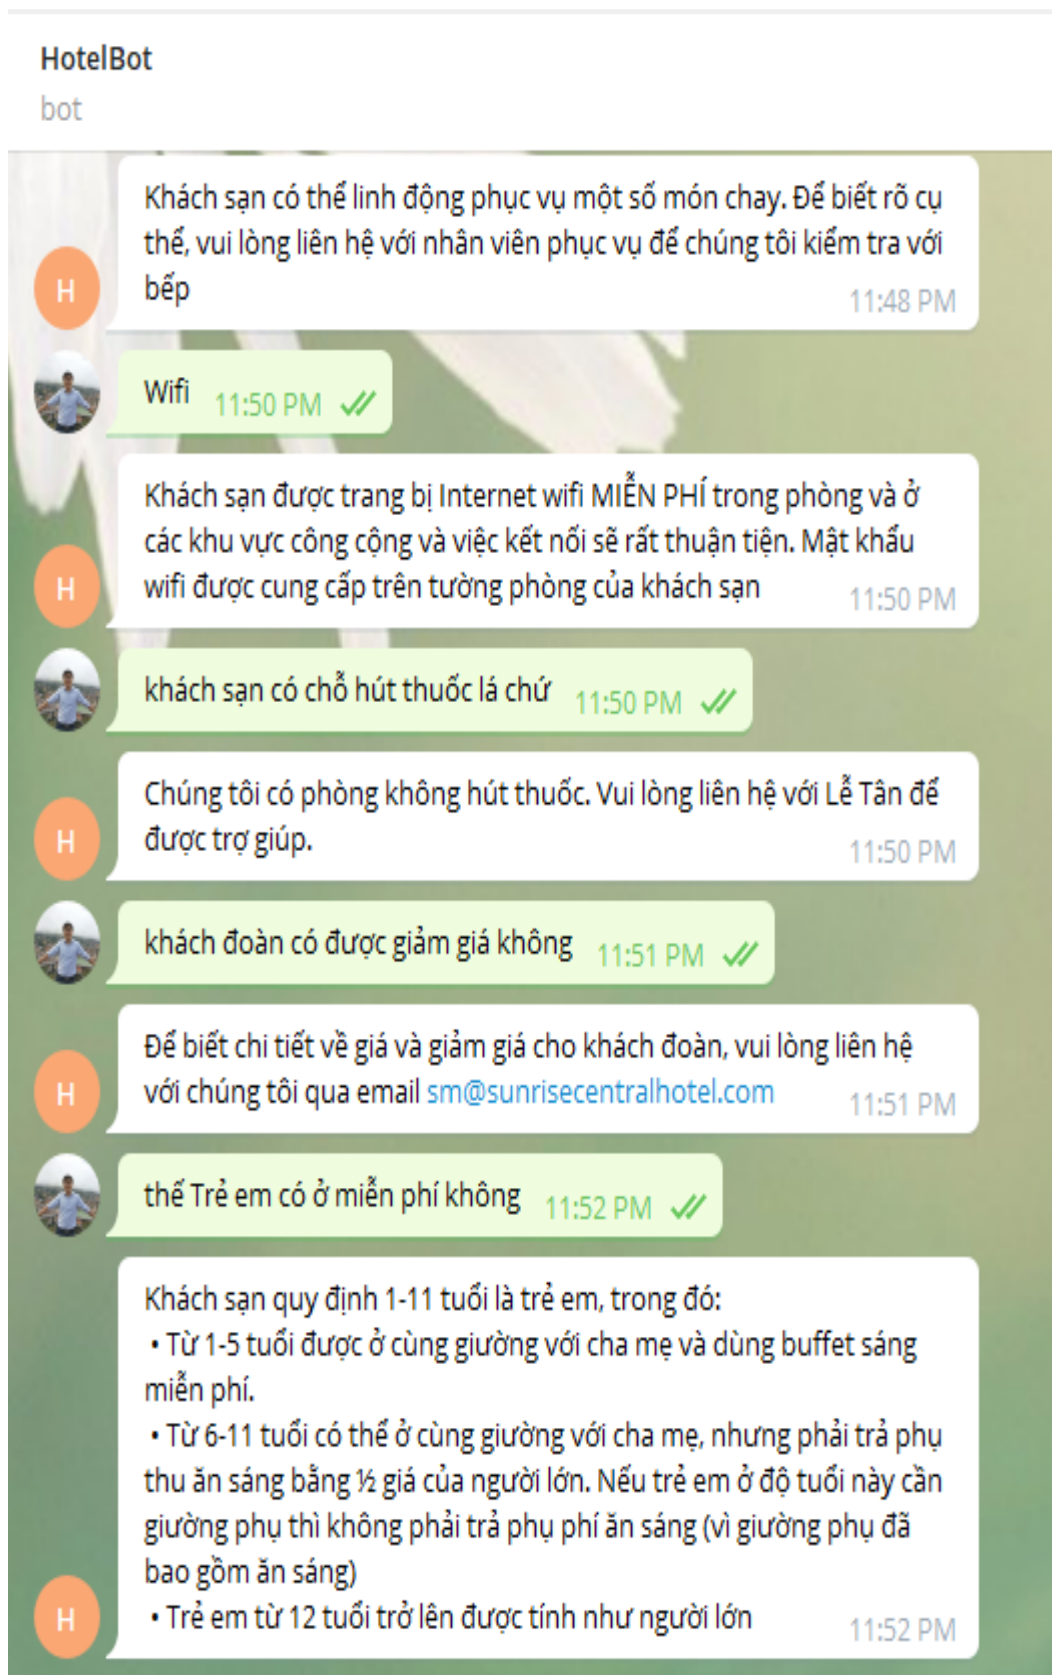 HotelBot
bot
Khách sạn có thể linh động phục vụ một số món chay. Để biết rõ cụ
thể, vui lòng liên hệ với nhân viên phục vụ để chúng tôi kiểm tra với
bếp
11:48 PM
H
Wifi 11:50 PM
Khách sạn được trang bị Internet wifi MIỄN PHÍ trong phòng và ở
các khu vực công cộng và việc kết nối sẽ rất thuận tiện. Mật khẩu
wifi được cung cấp trên tường phòng của khách sạn
11:50 PM
H
khách sạn có chỗ hút thuốc lá chứ 11:50 PM
Chúng tôi có phòng không hút thuốc. Vui lòng liên hệ với Lễ Tân để
được trợ giúp.
11:50 PM
H
khách đoàn có được giảm giá không 11:51 PM
Để biết chi tiết về giá và giảm giá cho khách đoàn, vui lòng liên hệ
với chúng tôi qua email sm@sunrisecentralhotel.com
11:51 PM
H
thế Trẻ em có ở miễn phí không 11:52 PM
Khách sạn quy định 1-11 tuổi là trẻ em, trong đó:
• Từ 1-5 tuổi được ở cùng giường với cha mẹ và dùng buffet sáng
miễn phí.
• Từ 6-11 tuổi có thể ở cùng giường với cha mẹ, nhưng phải trả phụ
thu ăn sáng bằng ½ giá của người lớn. Nếu trẻ em ở độ tuổi này cần
giường phụ thì không phải trả phụ phí ăn sáng (vì giường phụ đã
bao gồm ăn sáng)
• Trẻ em từ 12 tuổi trở lên được tính như người lớn
11:52 PM
H